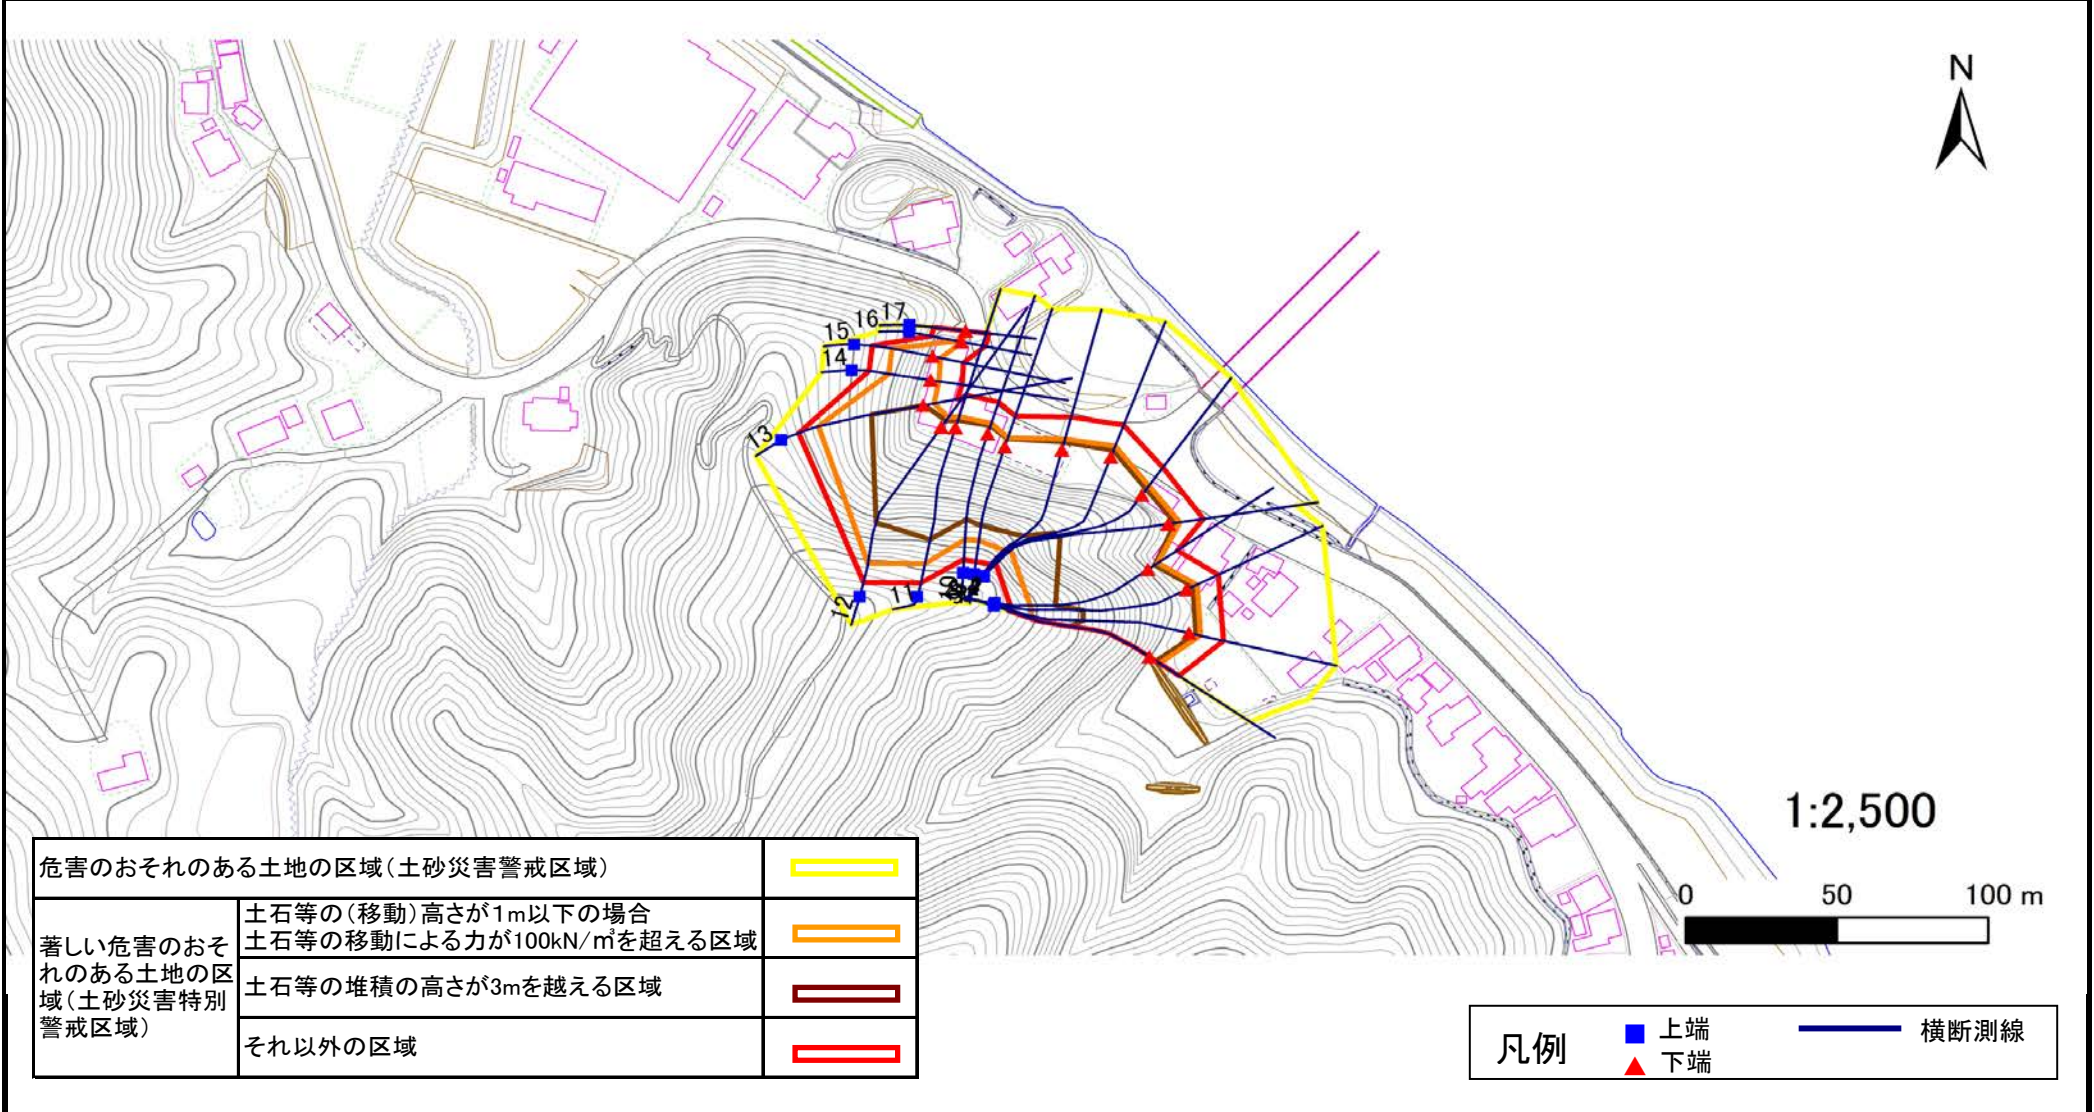 N
17
16
15
14
13
12
11
1:2,500
0 50 100 m
危害のおそれのある土地の区域(土砂災害警戒区域)
著しい危害のおそ
れのある土地の区
域(土砂災害特別
警戒区域)
土石等の(移動)高さが1m以下の場合
土石等の移動による力が100kN/㎡を超える区域
土石等の堆積の高さが3mを越える区域
それ以外の区域
凡例
上端
下端
横断測線